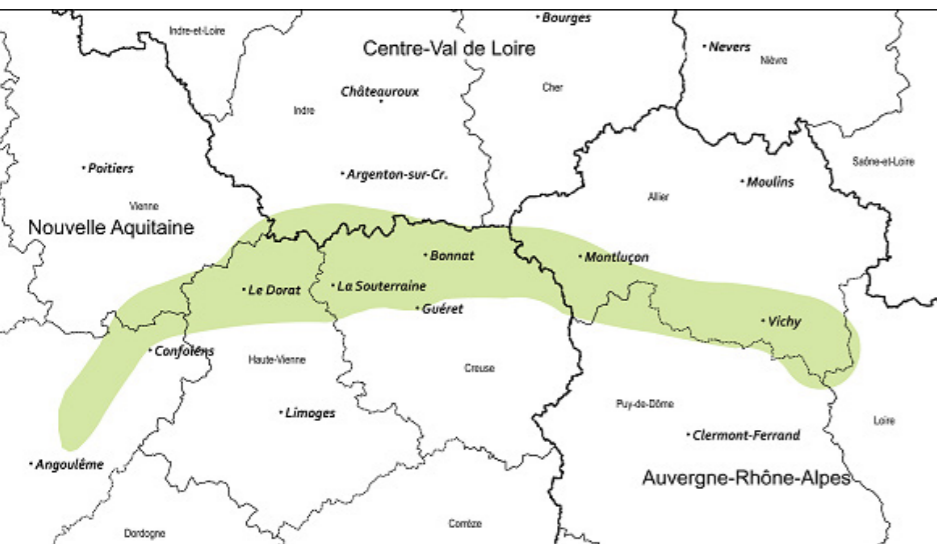 Bourges
Indre-et-Loire
Centre-Val de Loire
Nevers
Nièvre
Châteauroux
Cher
Indre
Saône-et-Loire
Poitiers
Argenton-sur-Cr.
Moulins
Allier
Vienne
Nouvelle Aquitaine
Bonnat
Montluçon
La Souterraine
Le Dorat
Guéret
Vichy
Confolens
Haute-Vienne
Creuse
Puy-de-Dôme
Limoges
Loire
Clermont-Ferrand
Angoulême
Auvergne-Rhône-Alpes
Corrèze
Dordogne